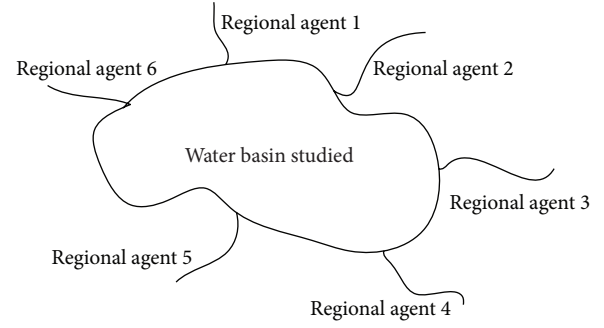 Regional agent 1
Regional agent 6
Regional agent 2
Water basin studied
Regional agent 3
Regional agent 5
Regional agent 4